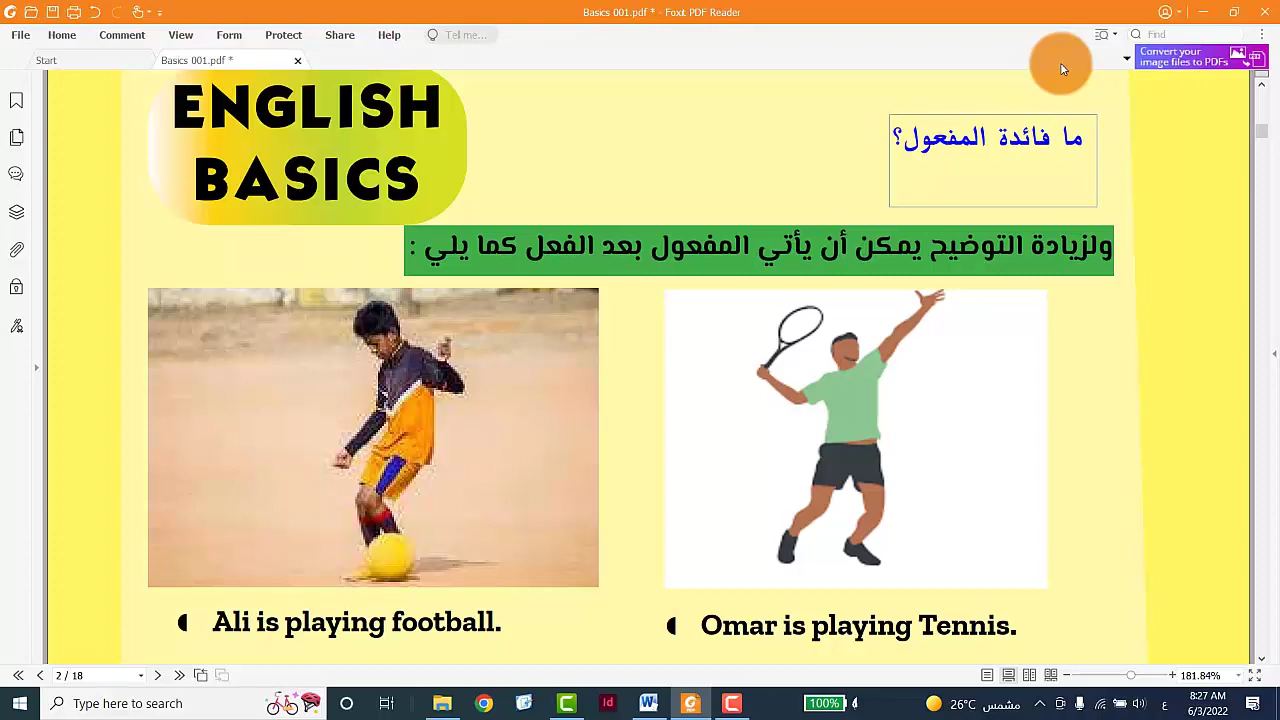 Basics 001.pdf * - Foxit PDF Reader
File Home Comment View Form Protect Share Help Tell me... Find
Start Basics 001.pdf *
Convert your
image files to PDFs
ENGLISH
BASICS
ما فائدة المفعول؟
ولزيادة التوضيح يمكن أن يأتي المفعول بعد الفعل كما يلي :
Ali is playing football.
Omar is playing Tennis.
2 / 18 181.84%
Type here to search 100% 26°C مشمس 8:27 AM
6/3/2022